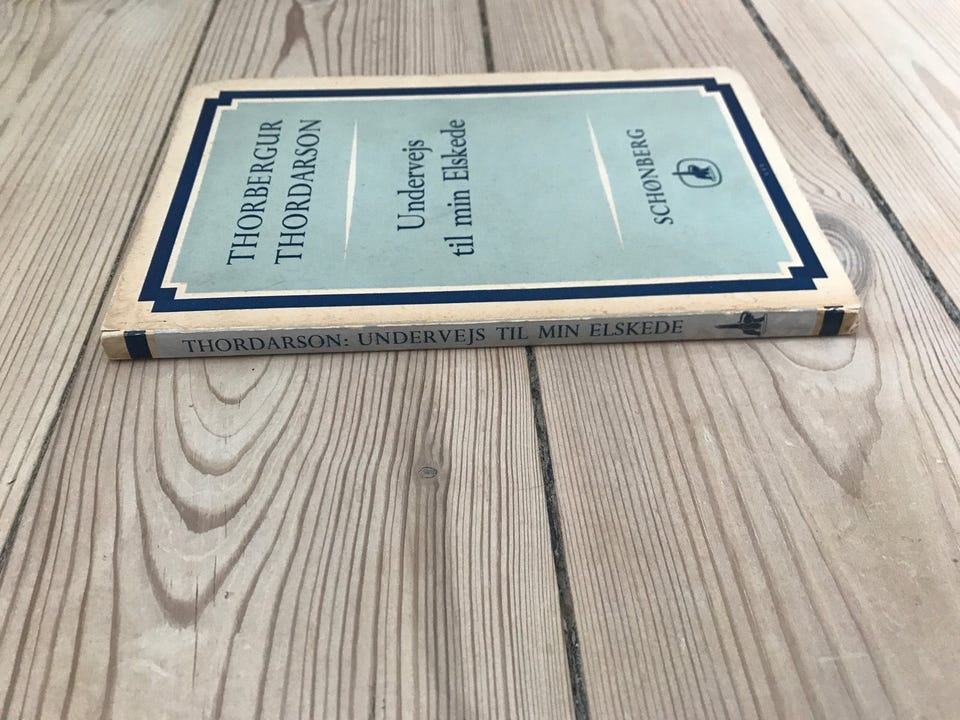 THORBERGUR
THORDARSON
Undervejs
til min Elskede
SCHØNBERG
THORDARSON: UNDERVEJS TIL MIN ELSKEDE